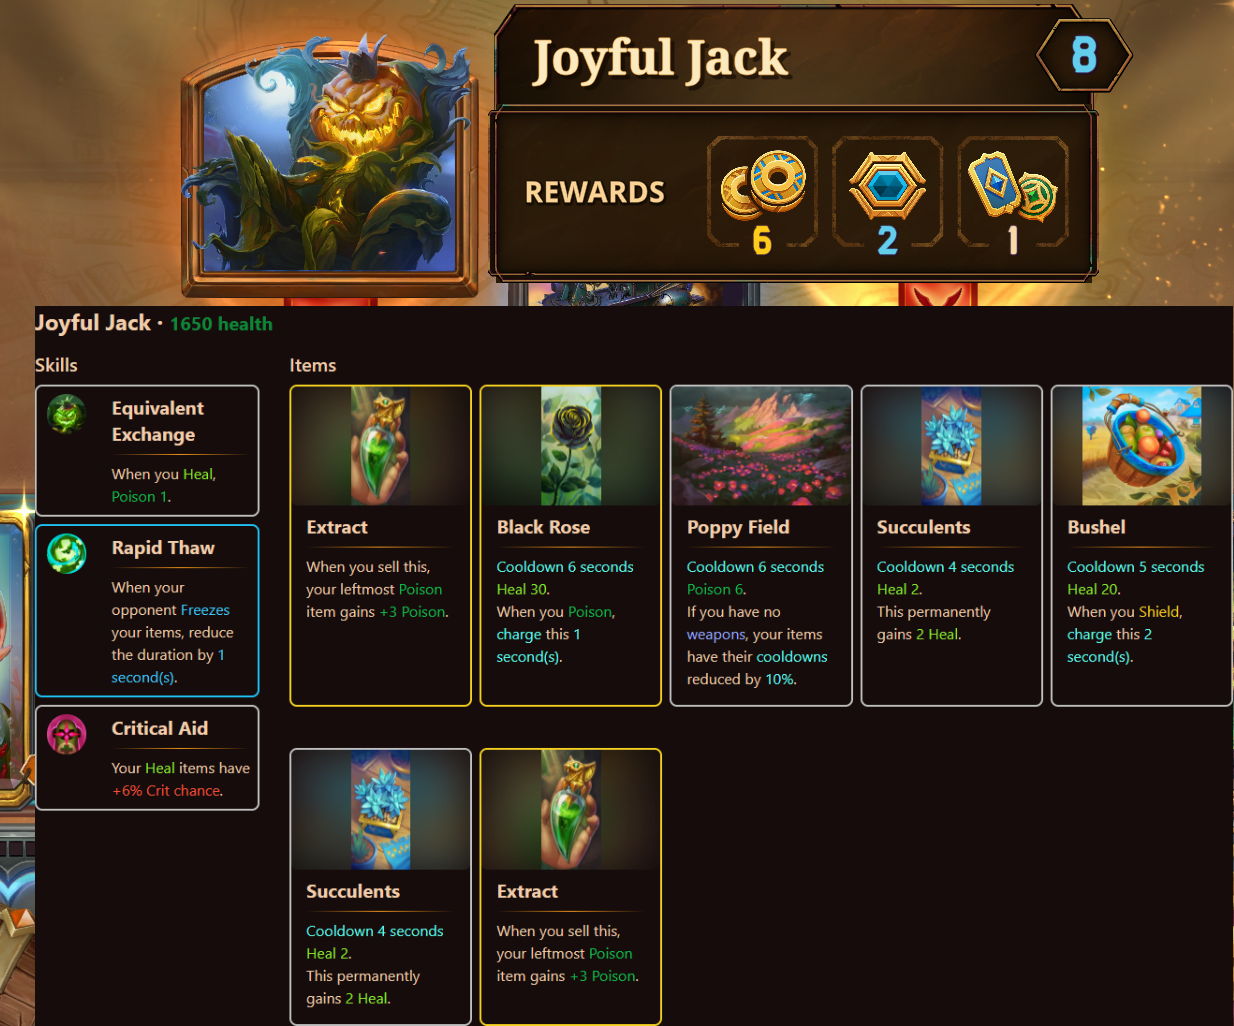 Joyful Jack
8
REWARDS
6
2
1
Joyful Jack · 1650 health
Skills
Equivalent
Exchange
When you Heal,
Poison 1.
Rapid Thaw
When your
opponent Freezes
your items, reduce
the duration by 1
second(s).
Critical Aid
Your Heal items have
+6% Crit chance.
Items
Extract
When you sell this,
your leftmost Poison
item gains +3 Poison.
Black Rose
Cooldown 6 seconds
Heal 30.
When you Poison,
charge this 1
second(s).
Poppy Field
Cooldown 6 seconds
Poison 6.
If you have no
weapons, your items
have their cooldowns
reduced by 10%.
Succulents
Cooldown 4 seconds
Heal 2.
This permanently
gains 2 Heal.
Bushel
Cooldown 5 seconds
Heal 20.
When you Shield,
charge this 2
second(s).
Succulents
Cooldown 4 seconds
Heal 2.
This permanently
gains 2 Heal.
Extract
When you sell this,
your leftmost Poison
item gains +3 Poison.